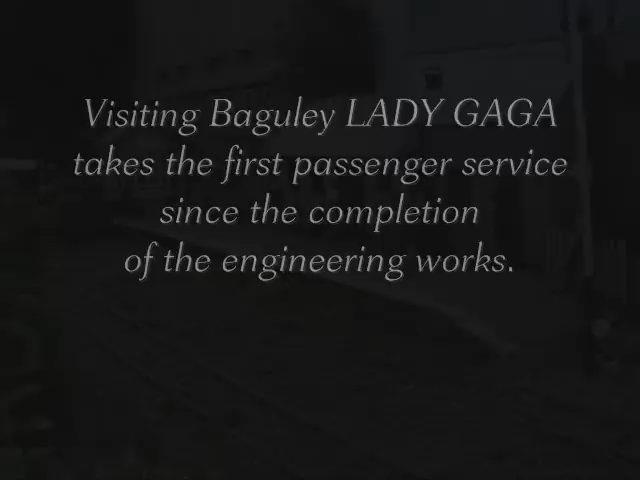 Visiting Baguley LADY GAGA
takes the first passenger service
since the completion
of the engineering works.